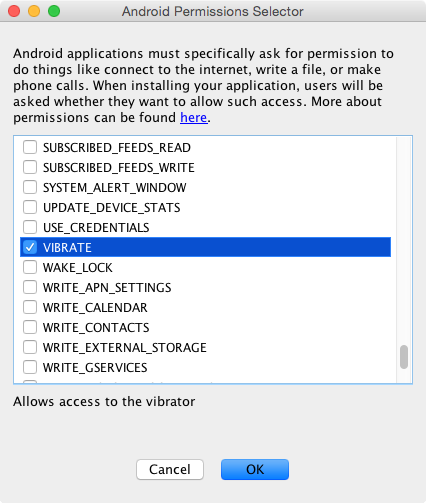 Android Permissions Selector
Android applications must specifically ask for permission to
do things like connect to the internet, write a file, or make
phone calls. When installing your application, users will be
asked whether they want to allow such access. More about
permissions can be found here.
SUBSCRIBED_FEEDS_READ
SUBSCRIBED_FEEDS_WRITE
SYSTEM_ALERT_WINDOW
UPDATE_DEVICE_STATS
USE_CREDENTIALS
VIBRATE
WAKE_LOCK
WRITE_APN_SETTINGS
WRITE_CALENDAR
WRITE_CONTACTS
WRITE_EXTERNAL_STORAGE
WRITE_GSERVICES
Allows access to the vibrator
Cancel
OK